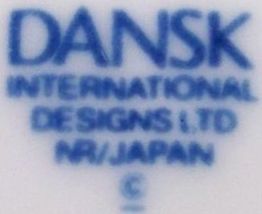 DANSK
INTERNATIONAL
DESIGNS LTD
NR/JAPAN
©